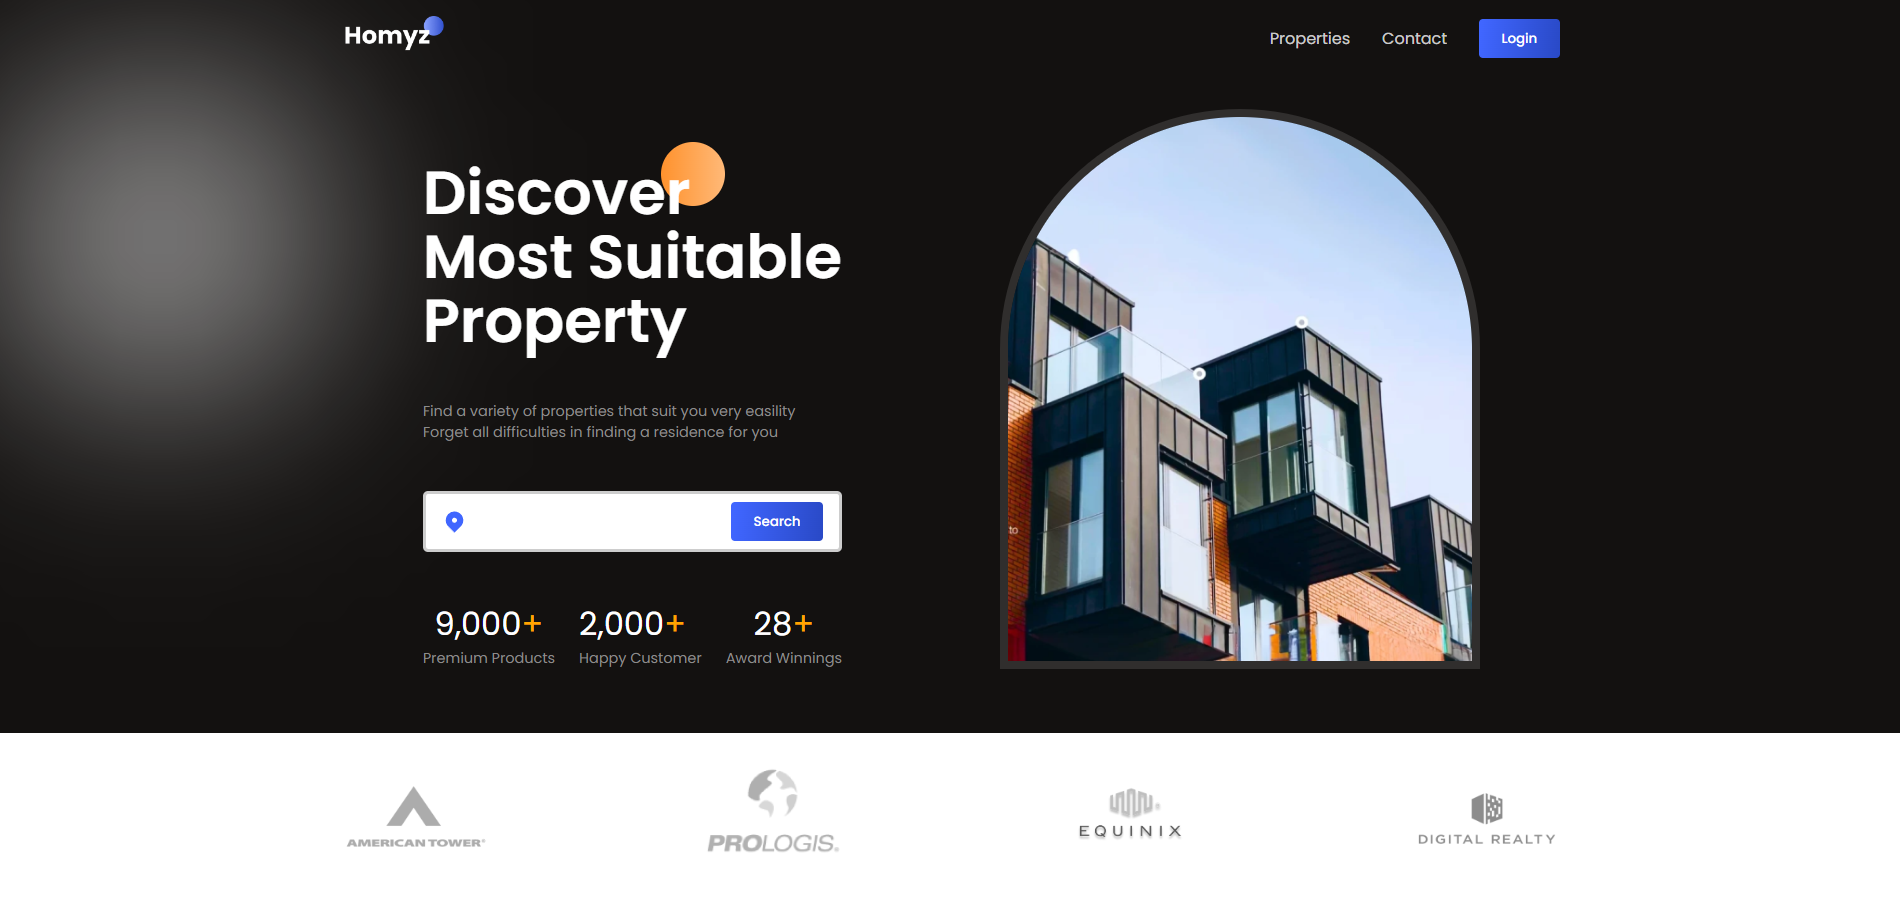 Homyz
Properties
Contact
Login
Discover
Most Suitable
Property
Find a variety of properties that suit you very easility
Forget all difficulties in finding a residence for you
Search
9,000+
2,000+
28+
Premium Products
Happy Customer
Award Winnings
to
AMERICAN TOWER®
PROLOGIS®
EQUINIX
DIGITAL REALTY